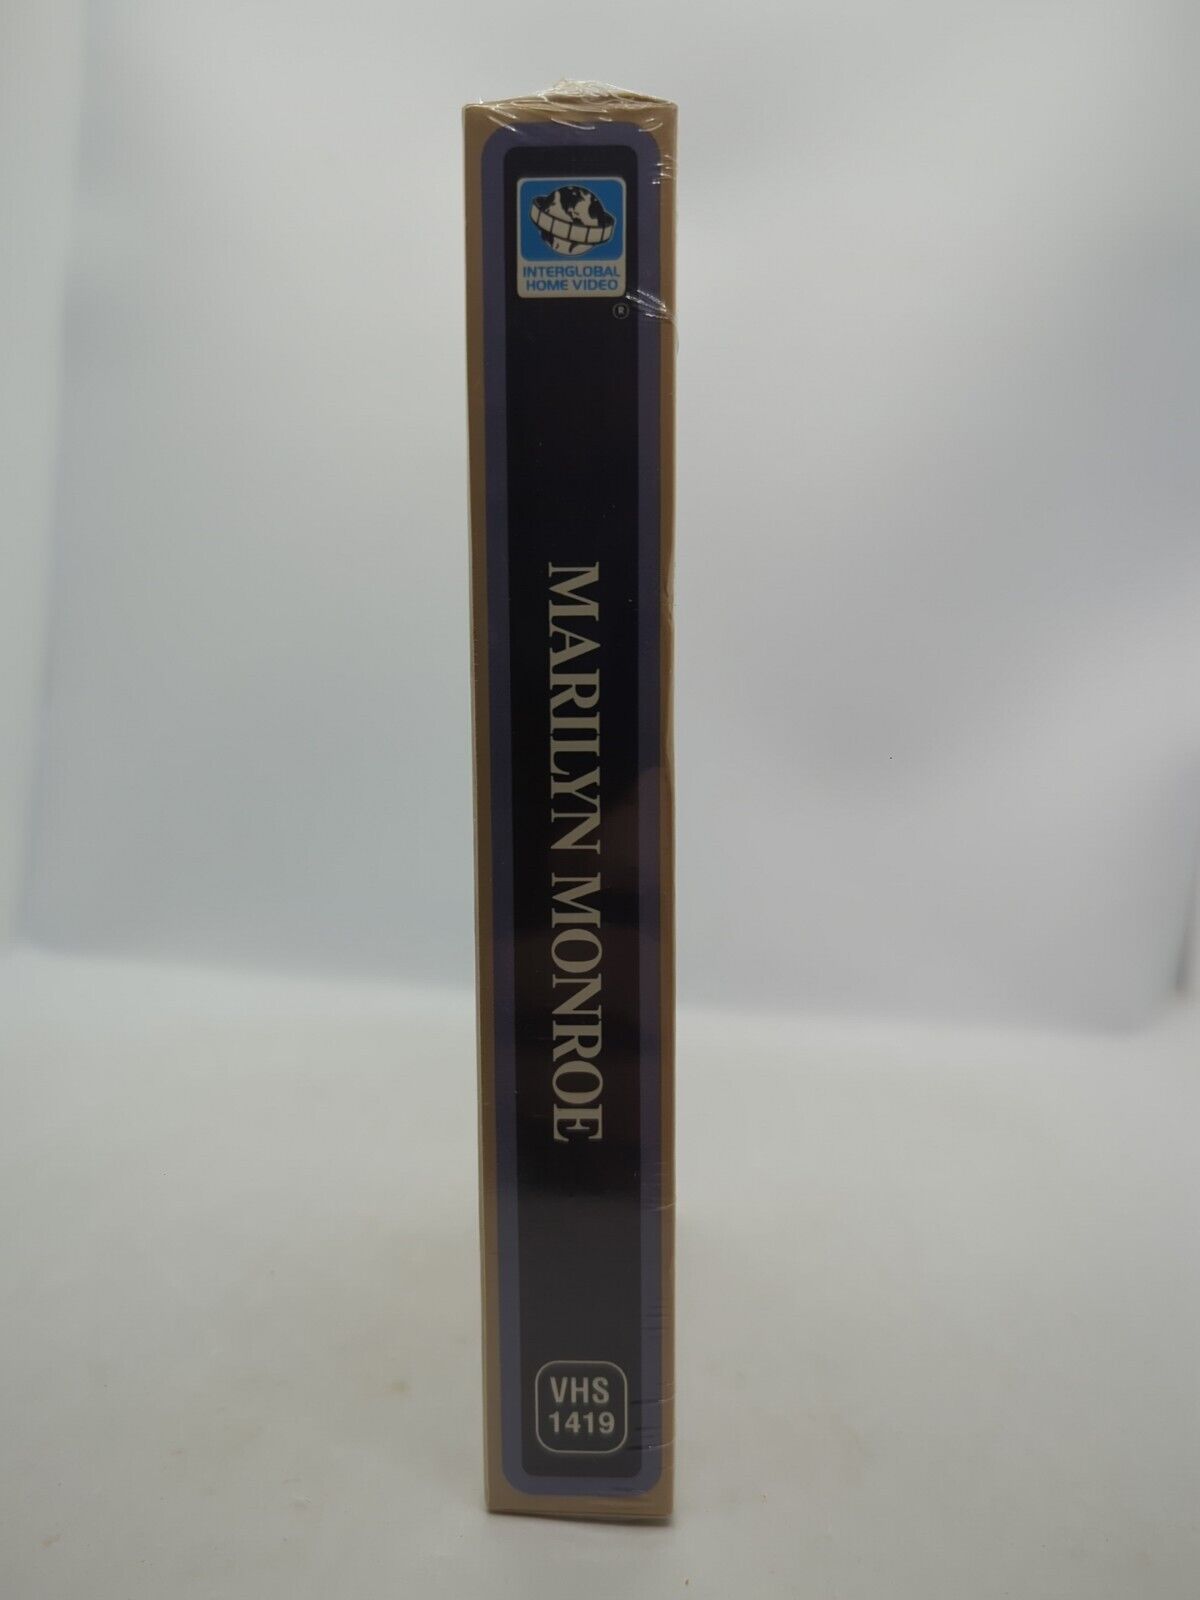 INTERGLOBAL
HOME VIDEO
®
MARILYN MONROE
VHS
1419